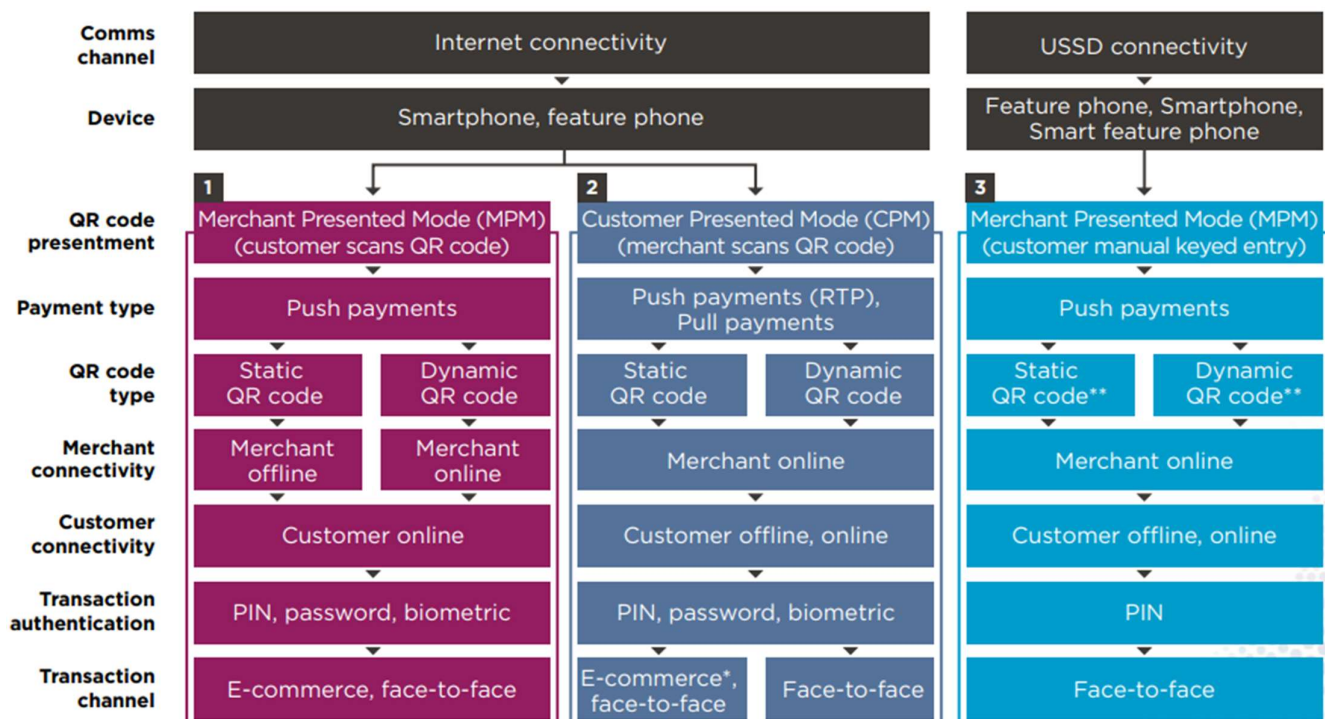 Comms
channel
Internet connectivity
USSD connectivity
Device
Smartphone, feature phone
Feature phone, Smartphone,
Smart feature phone
1
2
3
QR code
presentment
Merchant Presented Mode (MPM)
(customer scans QR code)
Customer Presented Mode (CPM)
(merchant scans QR code)
Merchant Presented Mode (MPM)
(customer manual keyed entry)
Payment type
Push payments
Push payments (RTP),
Pull payments
Push payments
QR code
type
Static
QR code
Dynamic
QR code
Static
QR code
Dynamic
QR code
Static
QR code**
Dynamic
QR code**
Merchant
connectivity
Merchant
offline
Merchant
online
Merchant online
Merchant online
Customer
connectivity
Customer online
Customer offline, online
Customer offline, online
Transaction
authentication
PIN, password, biometric
PIN, password, biometric
PIN
Transaction
channel
E-commerce, face-to-face
E-commerce*,
face-to-face
Face-to-face
Face-to-face